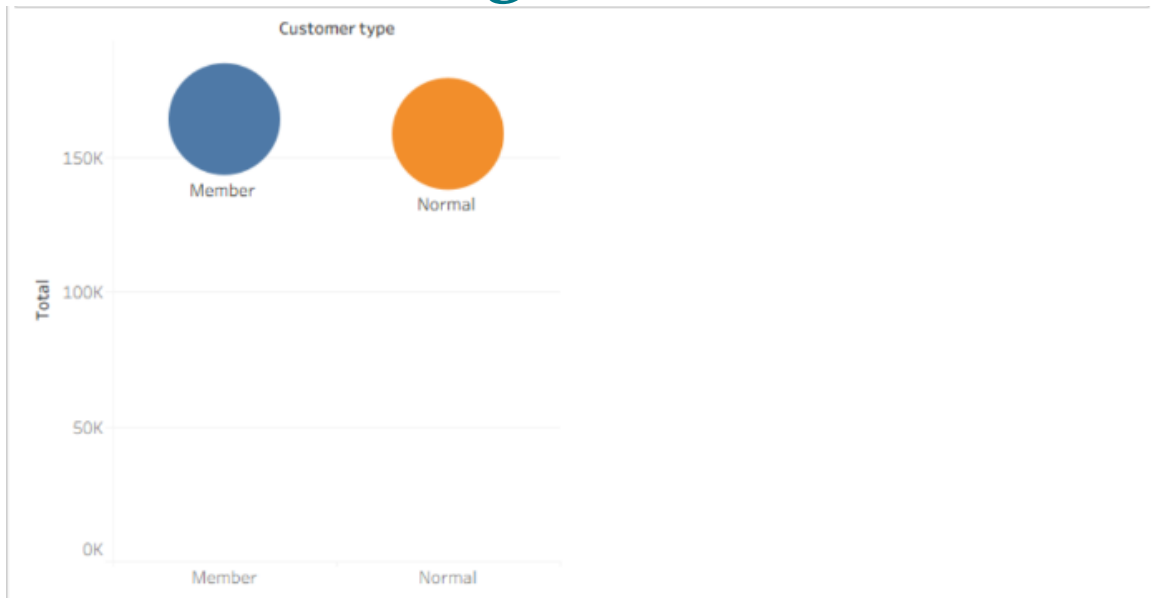 Customer type
150K
Member
Normal
Total
100K
50K
0K
Member Normal